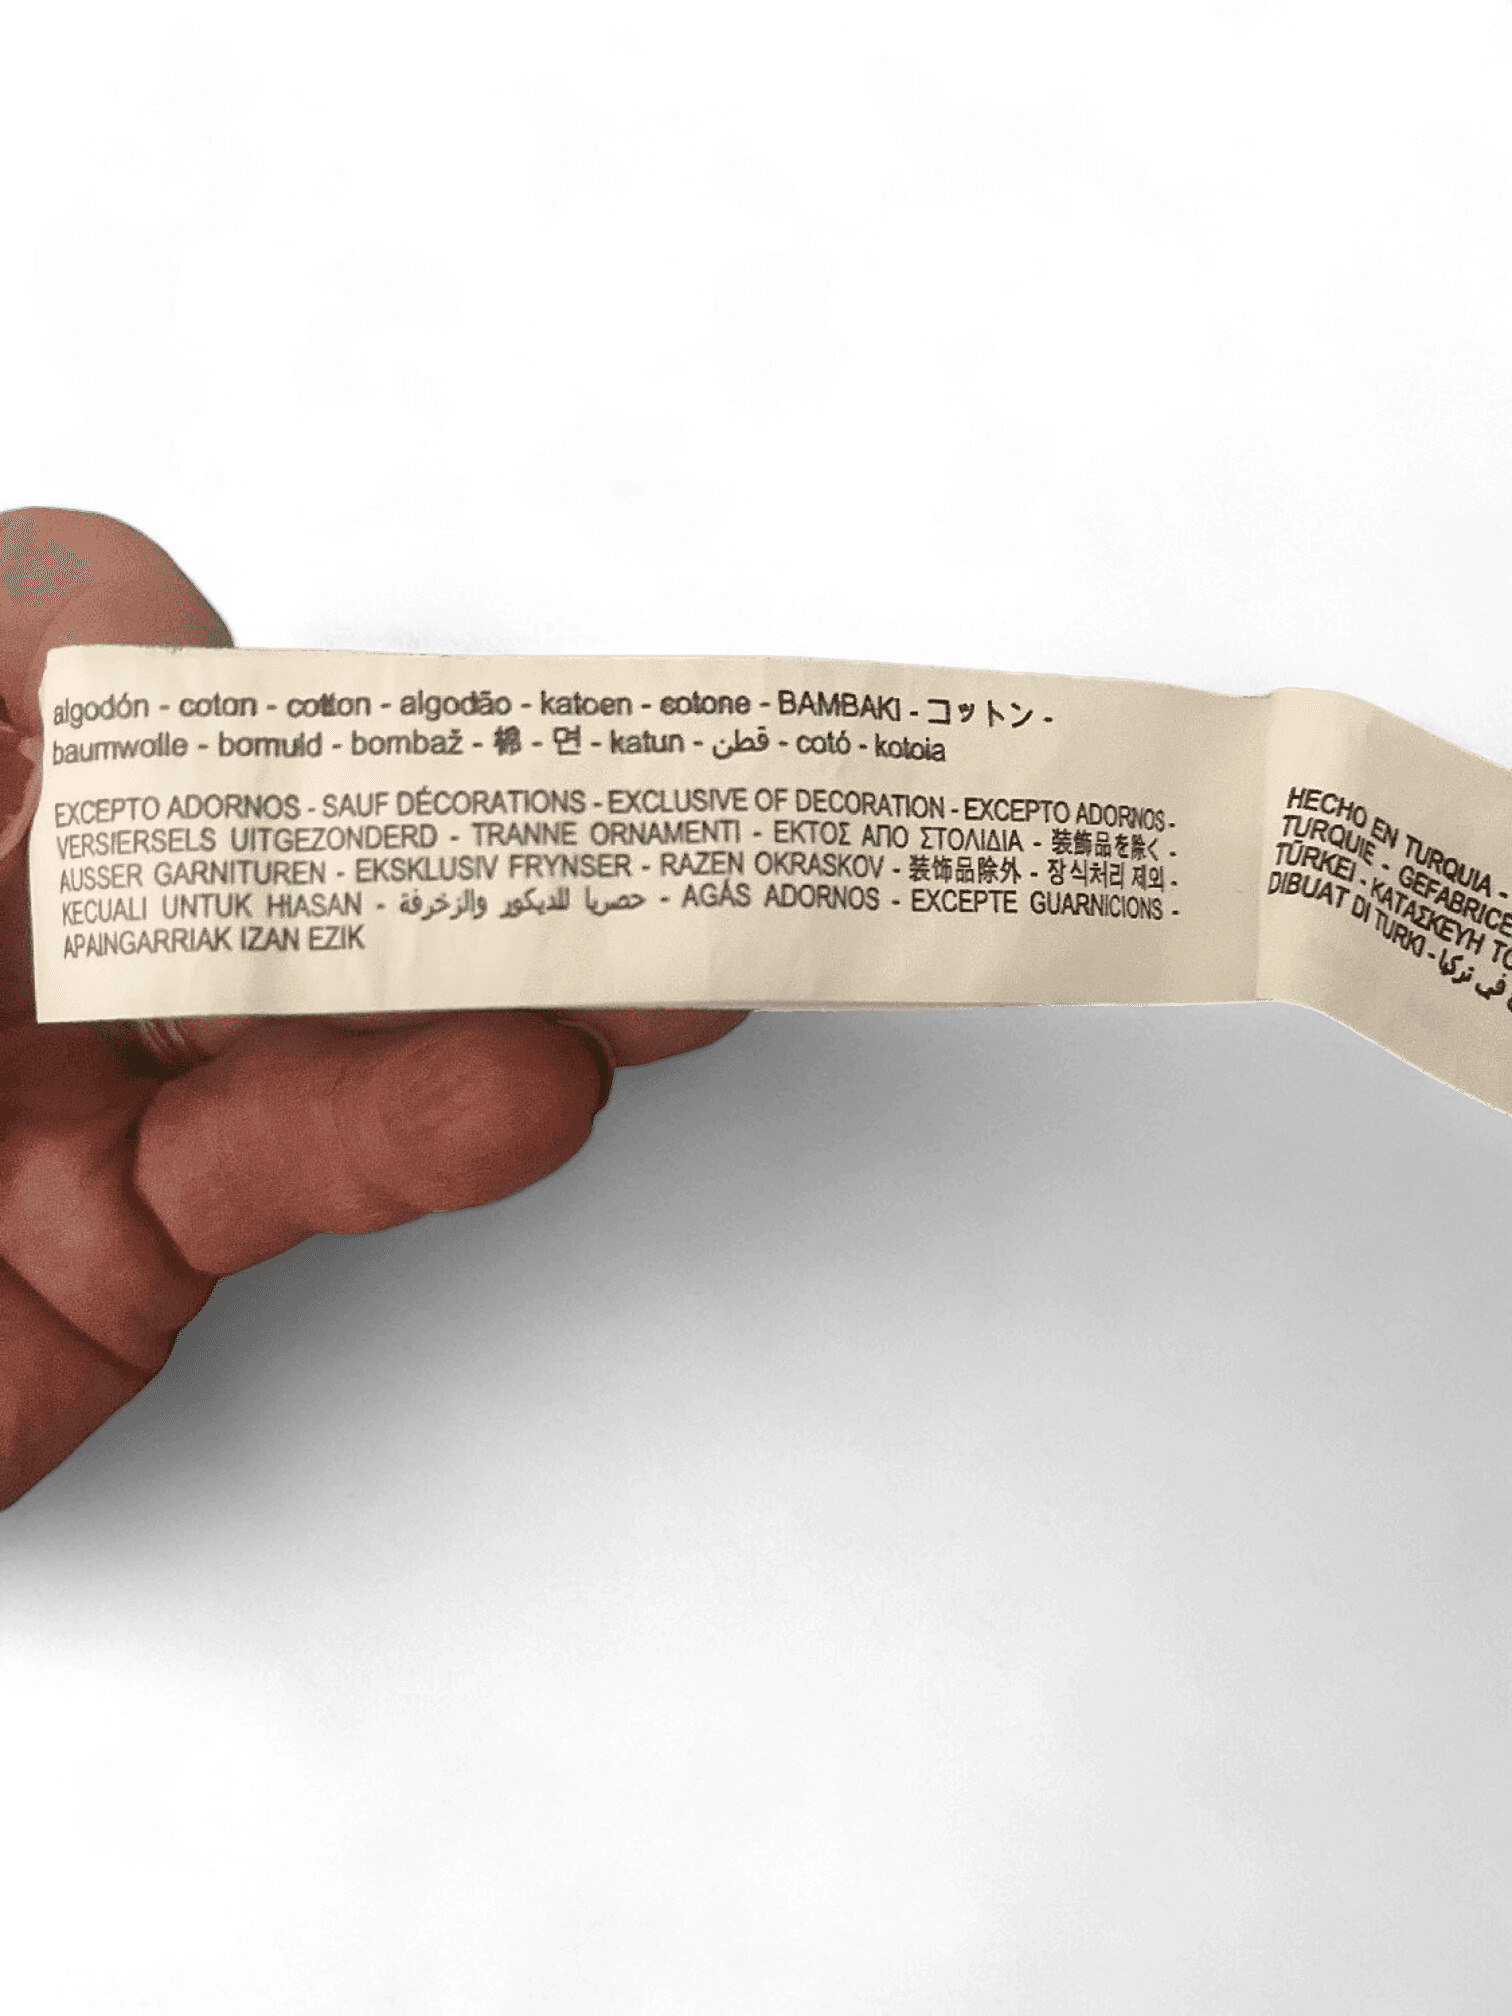 algodón - coton - cotton - algodão - katoen - cotone - BAMBAKI - コットン -
baumwolle - bomuld - bombaž - 棉 - 면 - katun - قطن - cotó - kotoia
EXCEPTO ADORNOS - SAUF DÉCORATIONS - EXCLUSIVE OF DECORATION - EXCEPTO ADORNOS -
VERSIERSELS UITGEZONDERD - TRANNE ORNAMENTI - ΕΚΤΟΣ ΑΠΟ ΣΤΟΛΙΔΙΑ - 装飾品を除く -
AUSSER GARNITUREN - EKSKLUSIV FRYNSER - RAZEN OKRASKOV - 装饰品除外 - 장식처리 제외 -
KECUALI UNTUK HIASAN - حصريا للديكور والزخرفة - AGÁS ADORNOS - EXCEPTE GUARNICIONS -
APAINGARRIAK IZAN EZIK
HECHO EN TURQUIA -
TURQUIE - GEFABRICE
TÜRKEI - ΚΑΤΑΣΚΕΥΗ ΤΟ
DIBUAT DI TURKI - في تركيا